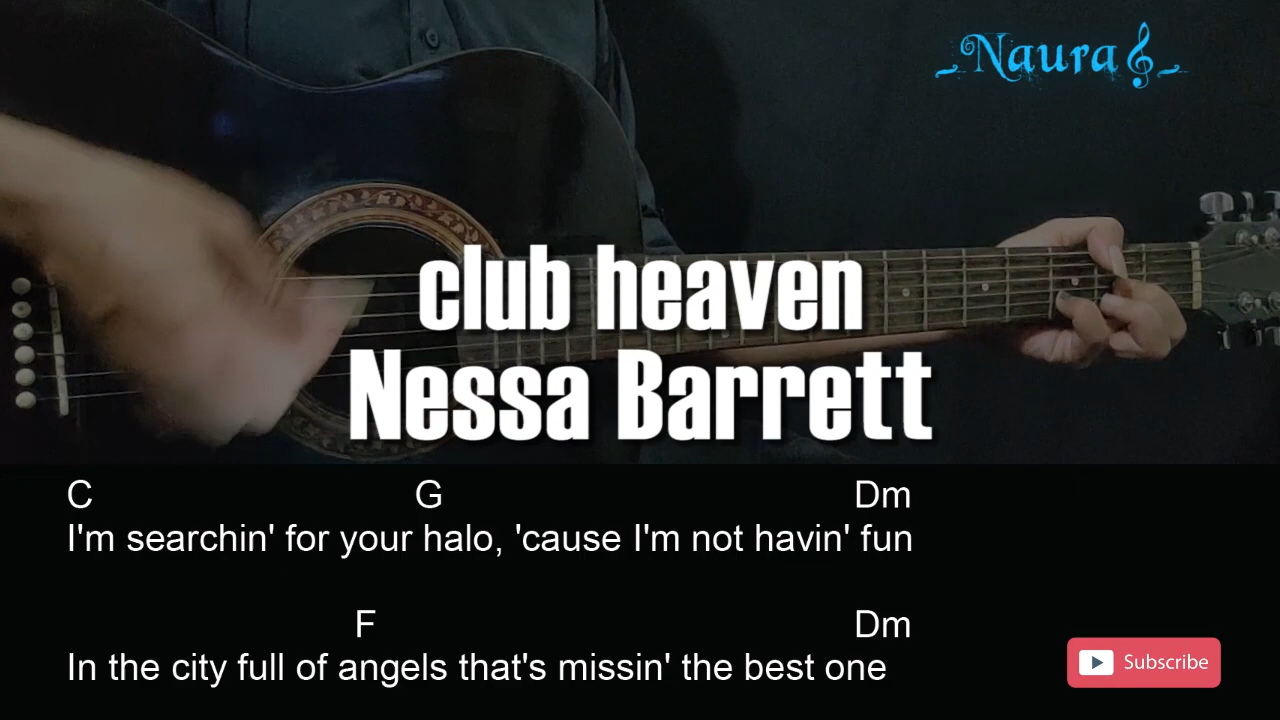 Naura
club heaven
Nessa Barrett
C G Dm
I'm searchin' for your halo, 'cause I'm not havin' fun
F Dm
In the city full of angels that's missin' the best one
Subscribe